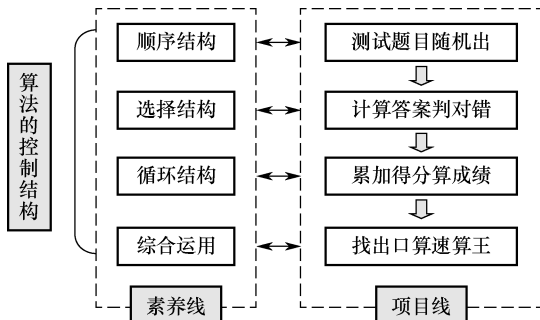 算法的控制结构
顺序结构
测试题目随机出
选择结构
计算答案判对错
循环结构
累加得分算成绩
综合运用
找出口算速算王
素养线
项目线